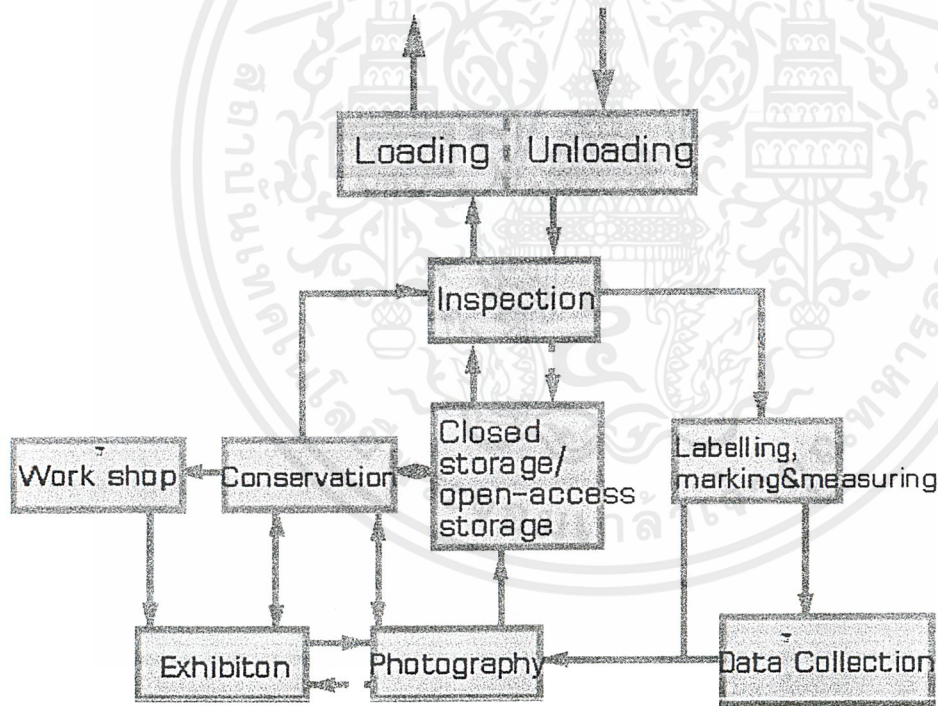 Loading Unloading
Inspection
Closed
storage/
open-access
storage
Labelling,
marking&measuring
Work shop
Conservation
Exhibiton
Photography
Data Collection